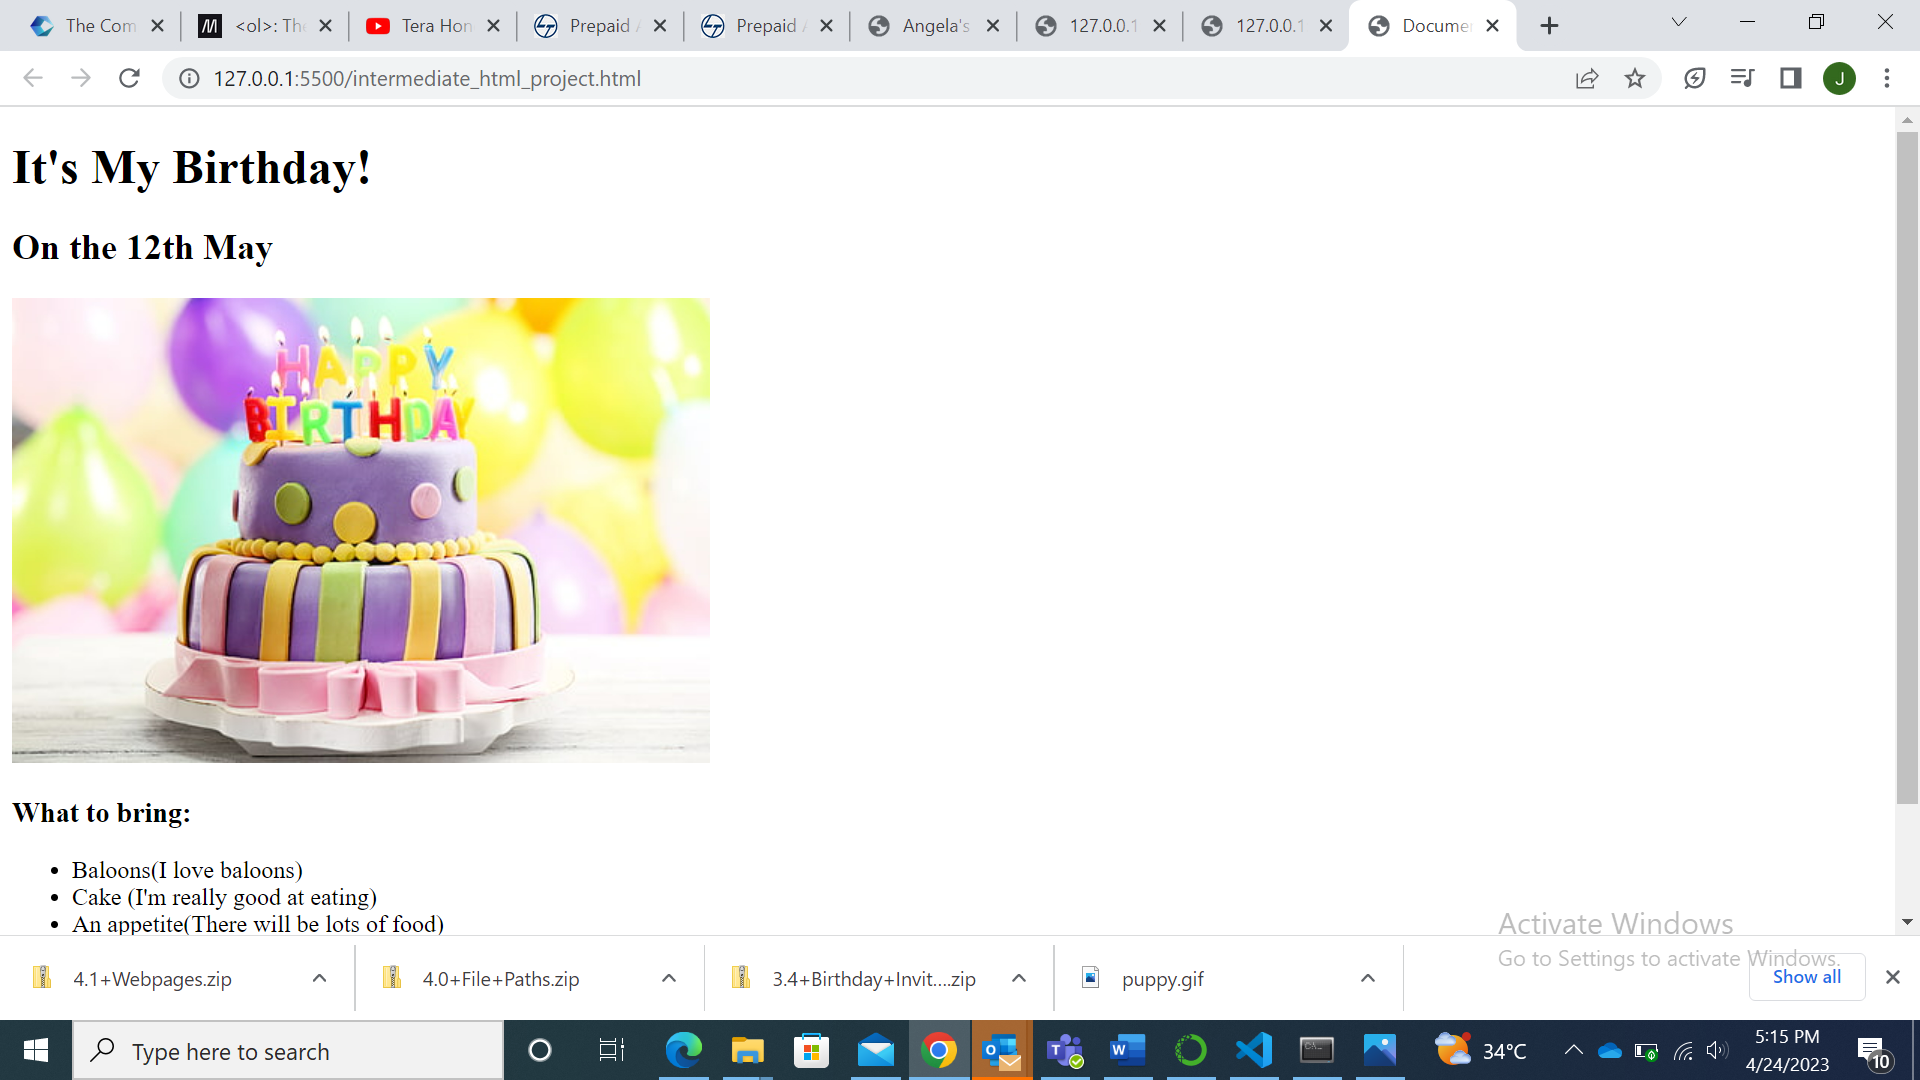 The Com
<ol>: The
Tera Hon
Prepaid A
Prepaid A
Angela's
127.0.0.1
127.0.0.1
Documen
127.0.0.1:5500/intermediate_html_project.html
J
It's My Birthday!
On the 12th May
HAPPY
BIRTHDAY
What to bring:
• Baloons(I love baloons)
• Cake (I'm really good at eating)
• An appetite(There will be lots of food)
Activate Windows
Go to Settings to activate Windows.
4.1+Webpages.zip
4.0+File+Paths.zip
3.4+Birthday+Invit....zip
puppy.gif
Show all
Type here to search
34°C
5:15 PM
4/24/2023
10